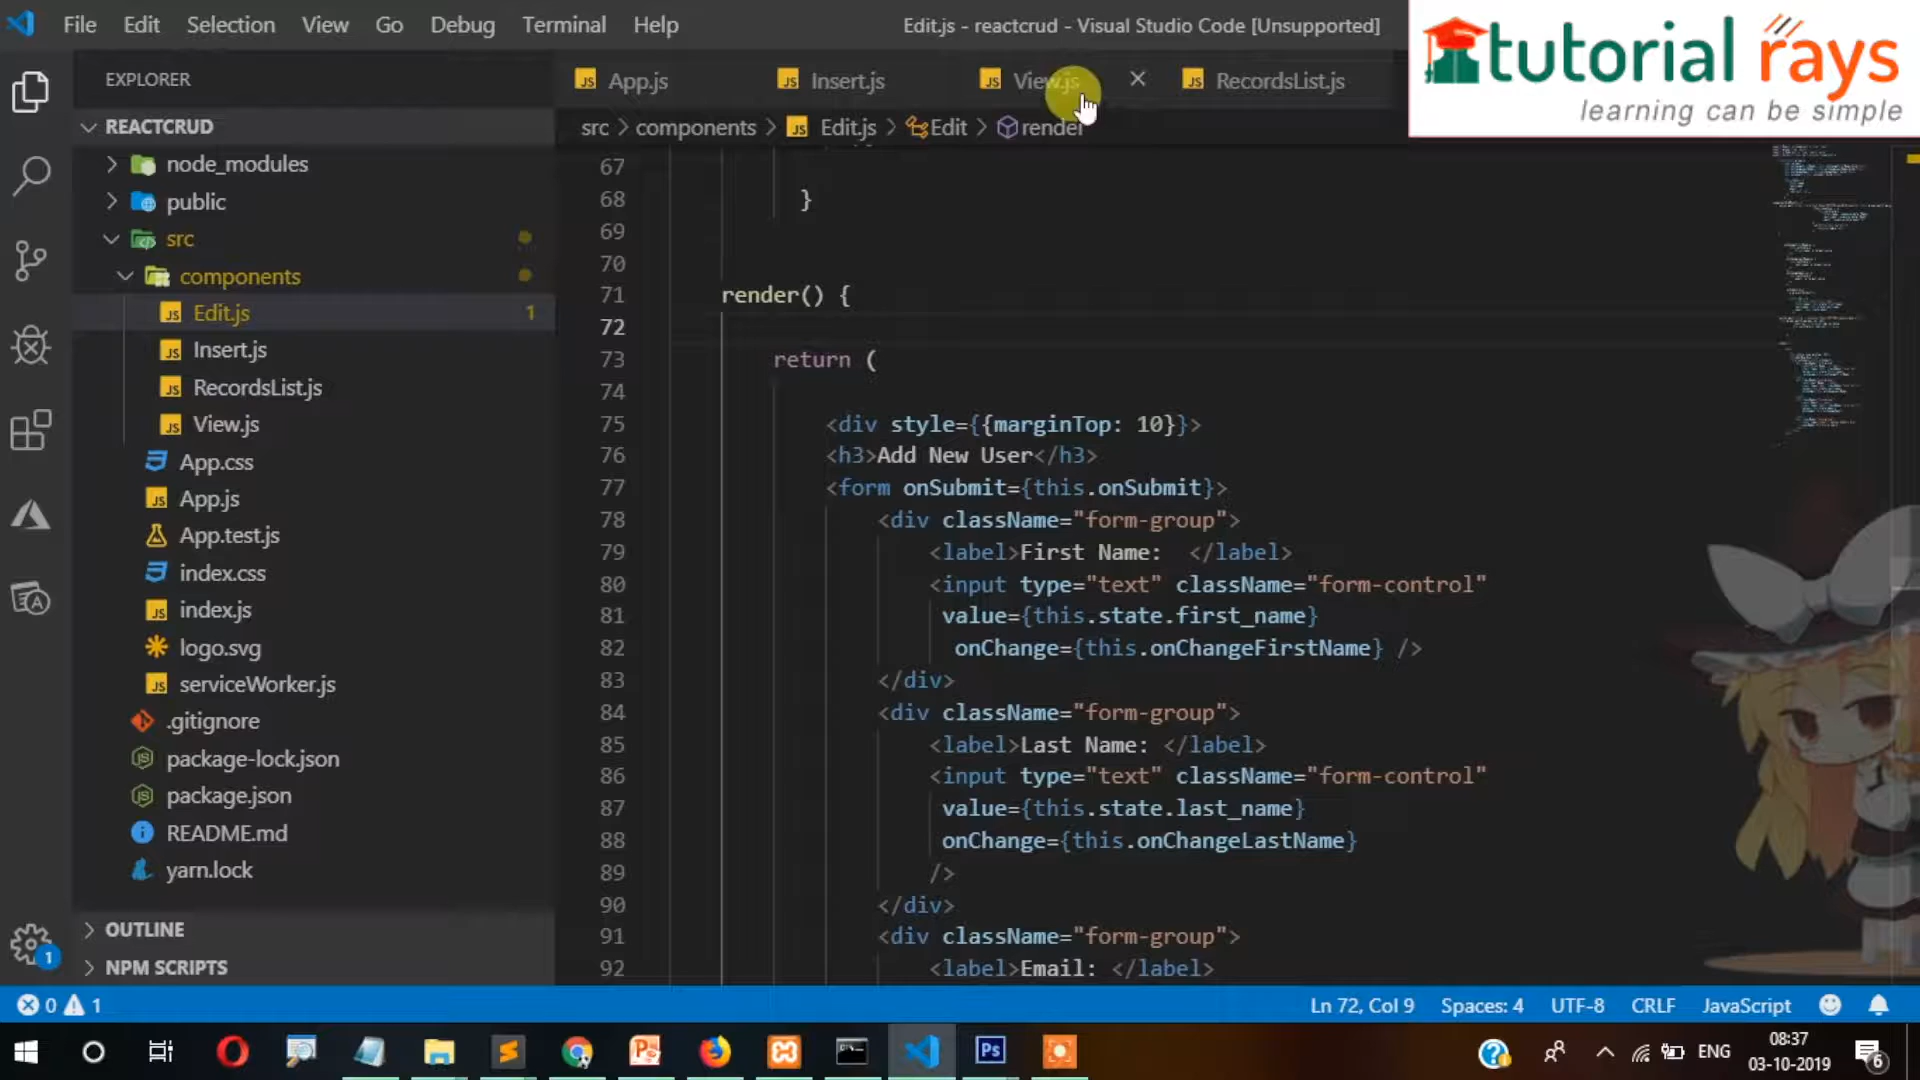 File Edit Selection View Go Debug Terminal Help
Edit.js - reactcrud - Visual Studio Code [Unsupported]
tutorial rays
learning can be simple
EXPLORER
App.js
Insert.js
View.js
RecordsList.js
src > components > Edit.js > Edit > render
REACTCRUD
node_modules
public
src
components
Edit.js 1
Insert.js
RecordsList.js
View.js
App.css
App.js
App.test.js
index.css
index.js
logo.svg
serviceWorker.js
.gitignore
package-lock.json
package.json
README.md
yarn.lock
OUTLINE
NPM SCRIPTS
1
67
68 }
69
70
71 render() {
72
73 return (
74
75 <div style={{marginTop: 10}}>
76 <h3>Add New User</h3>
77 <form onSubmit={this.onSubmit}>
78 <div className="form-group">
79 <label>First Name:  </label>
80 <input type="text" className="form-control"
81 value={this.state.first_name}
82 onChange={this.onChangeFirstName} />
83 </div>
84 <div className="form-group">
85 <label>Last Name: </label>
86 <input type="text" className="form-control"
87 value={this.state.last_name}
88 onChange={this.onChangeLastName}
89 />
90 </div>
91 <div className="form-group">
92 <label>Email: </label>
0 1
Ln 72, Col 9 Spaces: 4 UTF-8 CRLF JavaScript
ENG
08:37
03-10-2019
6